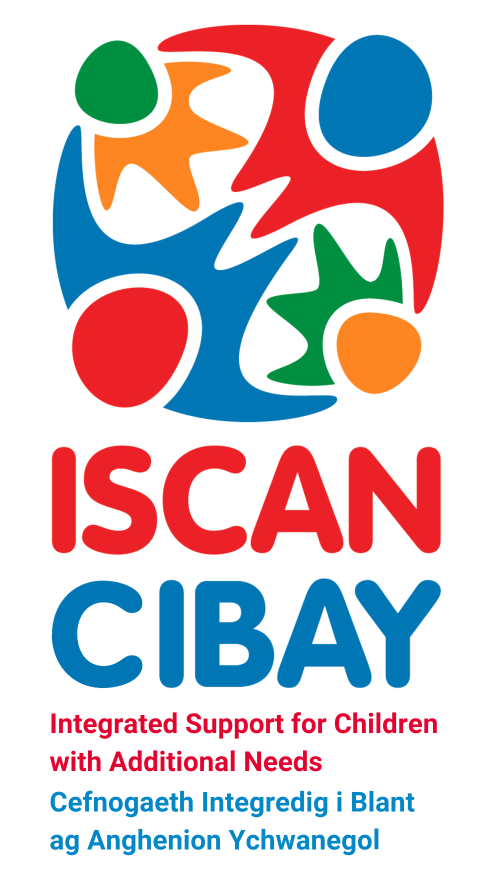 ISCAN
CIBAY
Integrated Support for Children
with Additional Needs
Cefnogaeth Integredig i Blant
ag Anghenion Ychwanegol